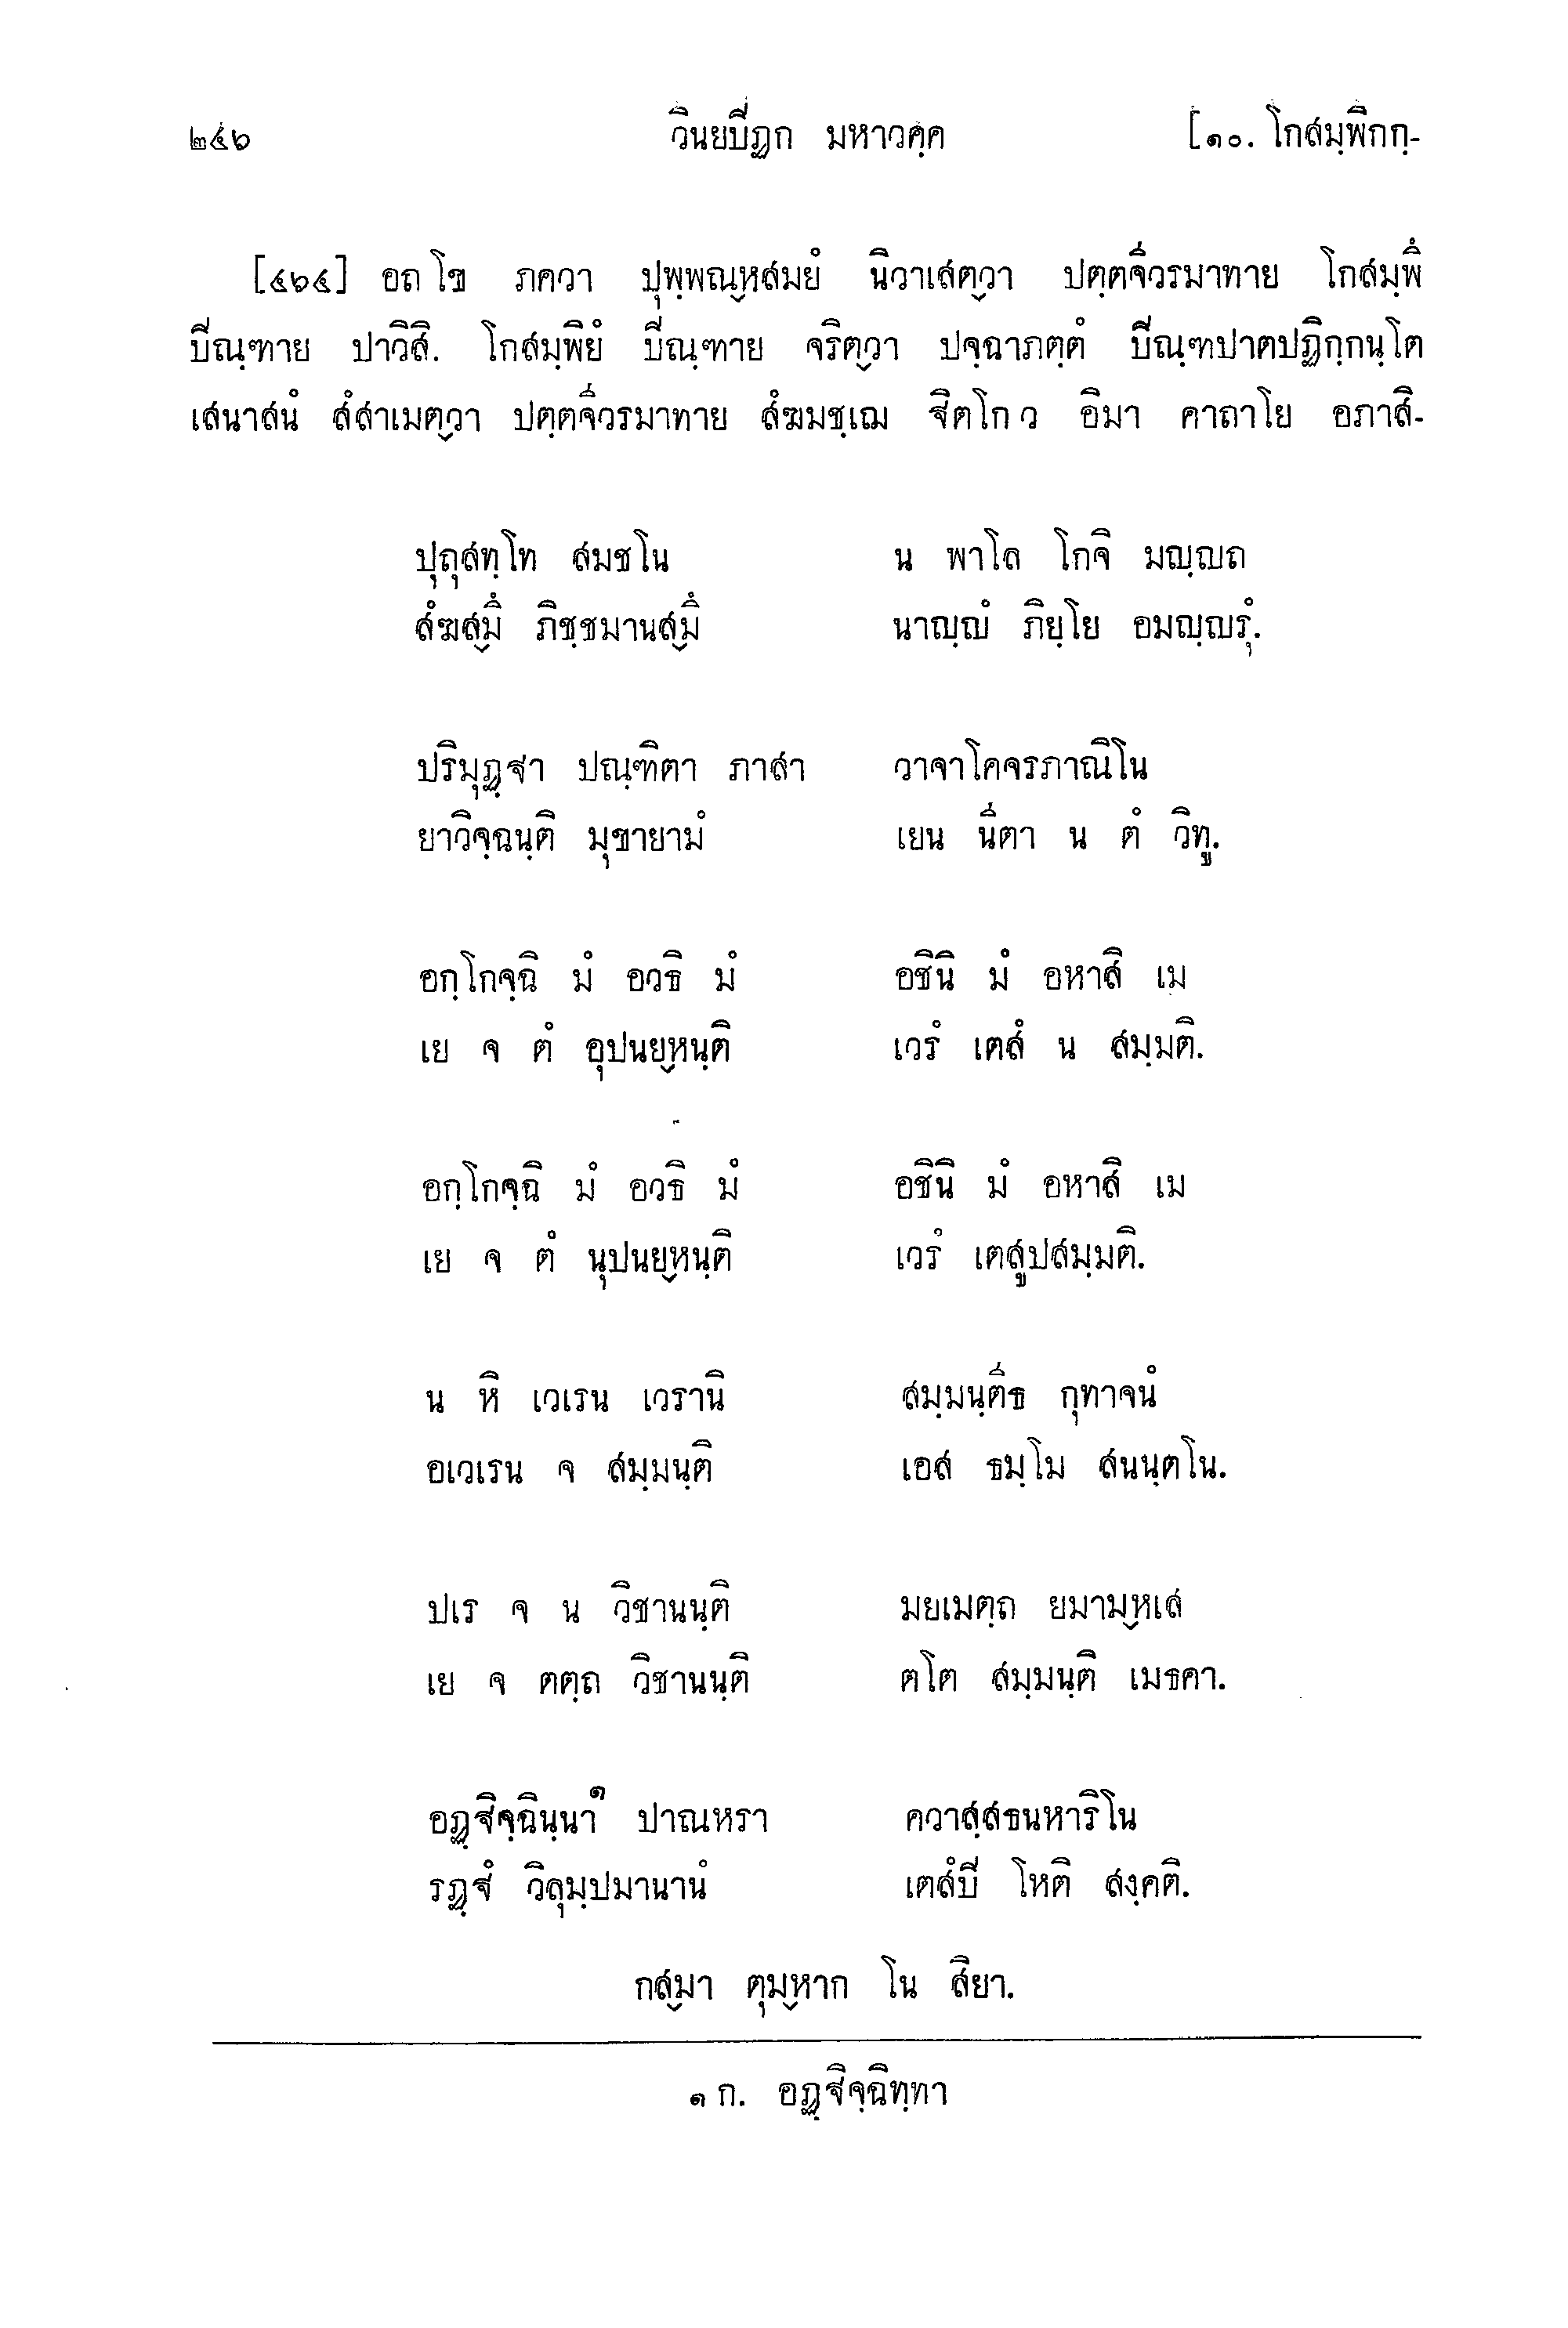 ๒๔๖ วินยปิฏก มหาวคฺค [๑๐. โกสมฺพิกกฺ-
[๔๖๔] อถ โข ภควา ปุพฺพณฺหสมยํ นิวาเสตฺวา ปตฺตจีวรมาทาย โกสมฺพึ
ปิณฺฑาย ปาวิสิ. โกสมฺพิยํ ปิณฺฑาย จริตฺวา ปจฺฉาภตฺตํ ปิณฺฑปาตปฏิกฺกนฺโต
เสนาสนํ สํสาเมตฺวา ปตฺตจีวรมาทาย สํฆมชฺเฌ ฐิตโก ว อิมา คาถาโย อภาสิ-
ปุถุสทฺโท สมชโน น พาโล โกจิ มญฺญถ
สํฆสฺมึ ภิชฺชมานสฺมึ นาญฺญํ ภิยฺโย อมญฺญรุํ.
ปริมุฏฺฐา ปณฺฑิตา ภาสา วาจาโคจรภาณิโน
ยาวิจฺฉนฺติ มุขายามํ เยน นีตา น ตํ วิทู.
อกฺโกจฺฉิ มํ อวธิ มํ อชินิ มํ อหาสิ เม
เย จ ตํ อุปนยฺหนฺติ เวรํ เตสํ น สมฺมติ.
อกฺโกจฺฉิ มํ อวธิ มํ อชินิ มํ อหาสิ เม
เย จ ตํ นุปนยฺหนฺติ เวรํ เตสูปสมฺมติ.
น หิ เวเรน เวรานิ สมฺมนฺตีธ กุทาจนํ
อเวเรน จ สมฺมนฺติ เอส ธมฺโม สนนฺตโน.
ปเร จ น วิชานนฺติ มยเมตฺถ ยมามฺหเส
เย จ ตตฺถ วิชานนฺติ ตโต สมฺมนฺติ เมธคา.
อฏฺฐิจฺฉินฺนา๑ ปาณหรา ควาสฺสธนหาริโน
รฏฺฐํ วิลุมฺปมานานํ เตสํปิ โหติ สงฺคติ.
กสฺมา ตุมฺหาก โน สิยา.
๑ ก. อฏฺฐิจฺฉิทฺทา